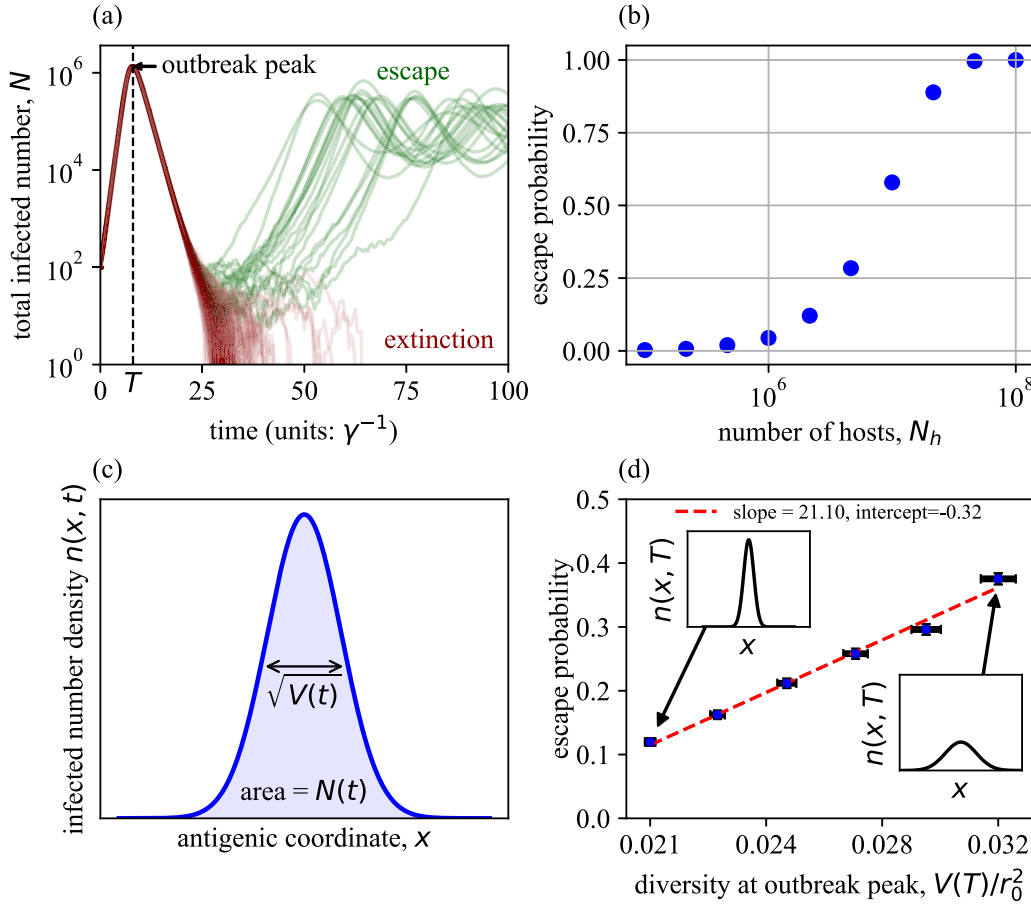 (a)
total infected number, N
10^6
10^4
10^2
10^0
outbreak peak
escape
extinction
0
T
25
50
75
100
time (units: γ^−1)
(b)
escape probability
1.00
0.75
0.50
0.25
0.00
10^6
10^8
number of hosts, N_h
(c)
infected number density n(x, t)
√V(t)
area = N(t)
antigenic coordinate, x
(d)
escape probability
0.5
0.4
0.3
0.2
0.1
0.0
slope = 21.10, intercept=-0.32
n(x, T)
x
n(x, T)
x
0.021
0.024
0.028
0.032
diversity at outbreak peak, V(T)/r_0^2